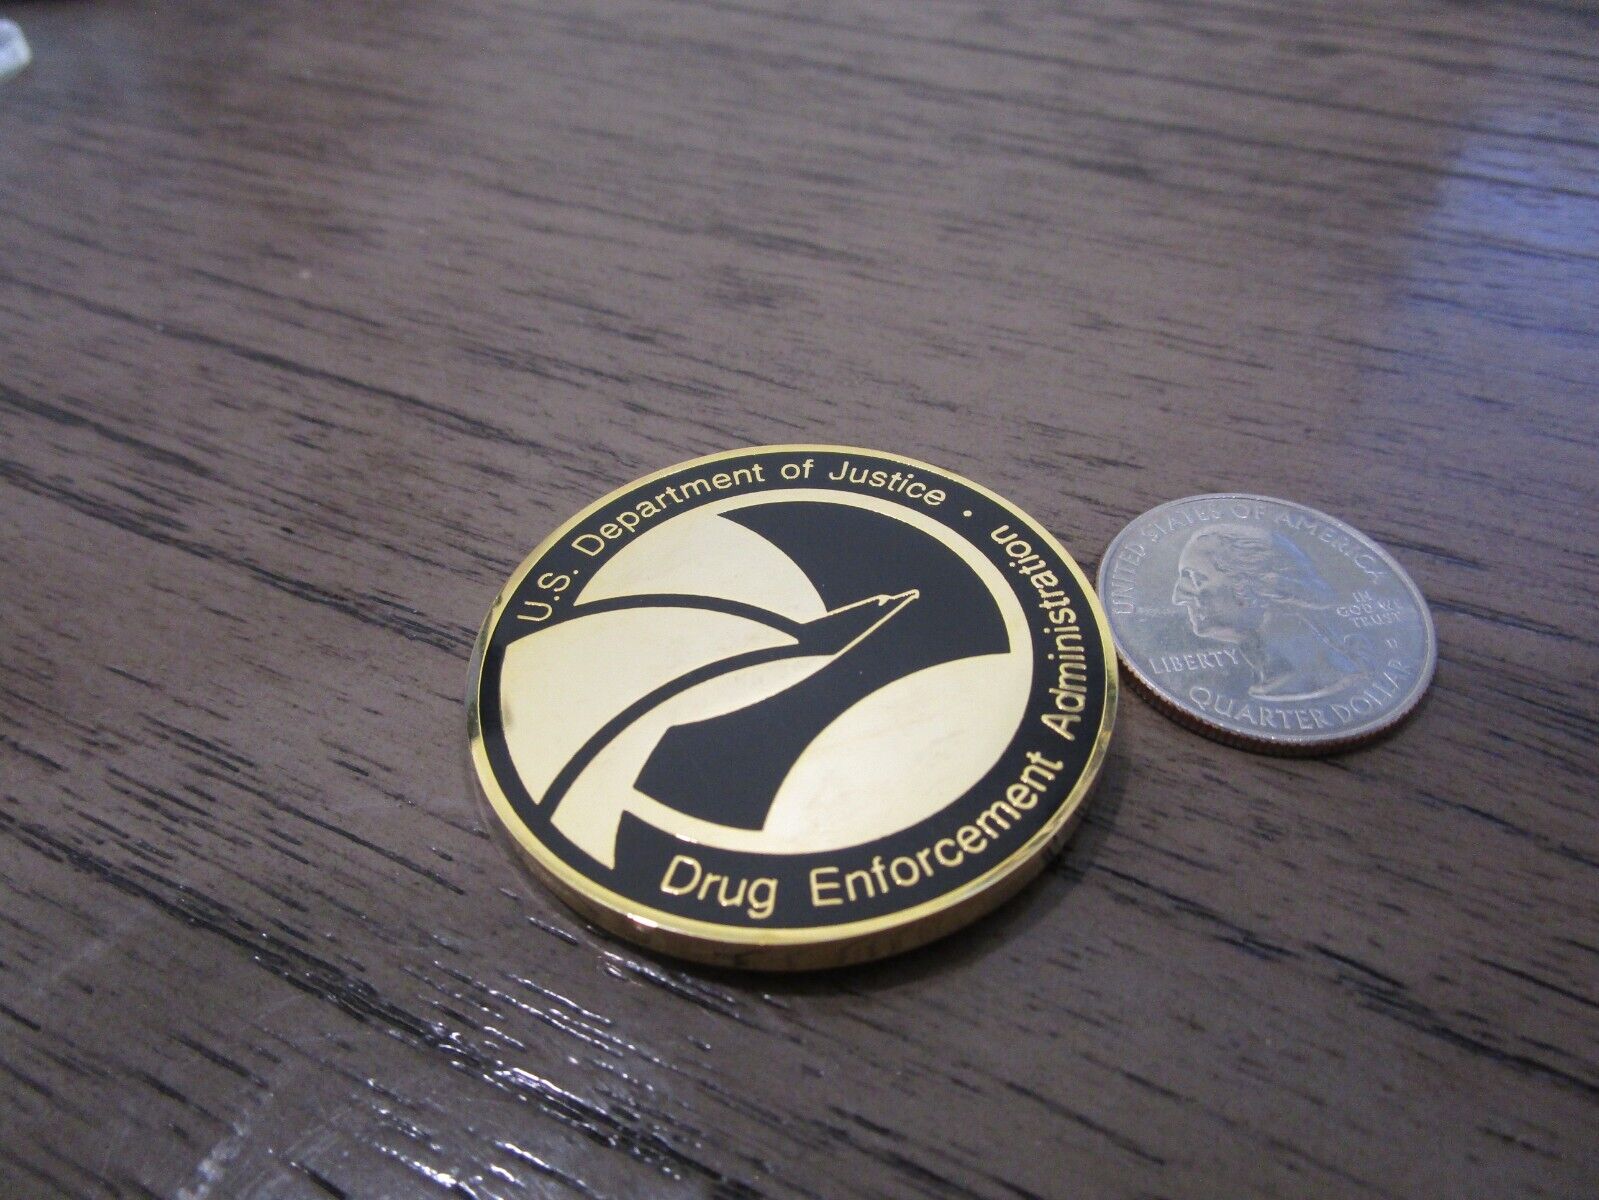 U.S. Department of Justice •
Drug Enforcement Administration
UNITED STATES OF AMERICA
IN
GOD WE
TRUST
LIBERTY
QUARTER DOLLAR